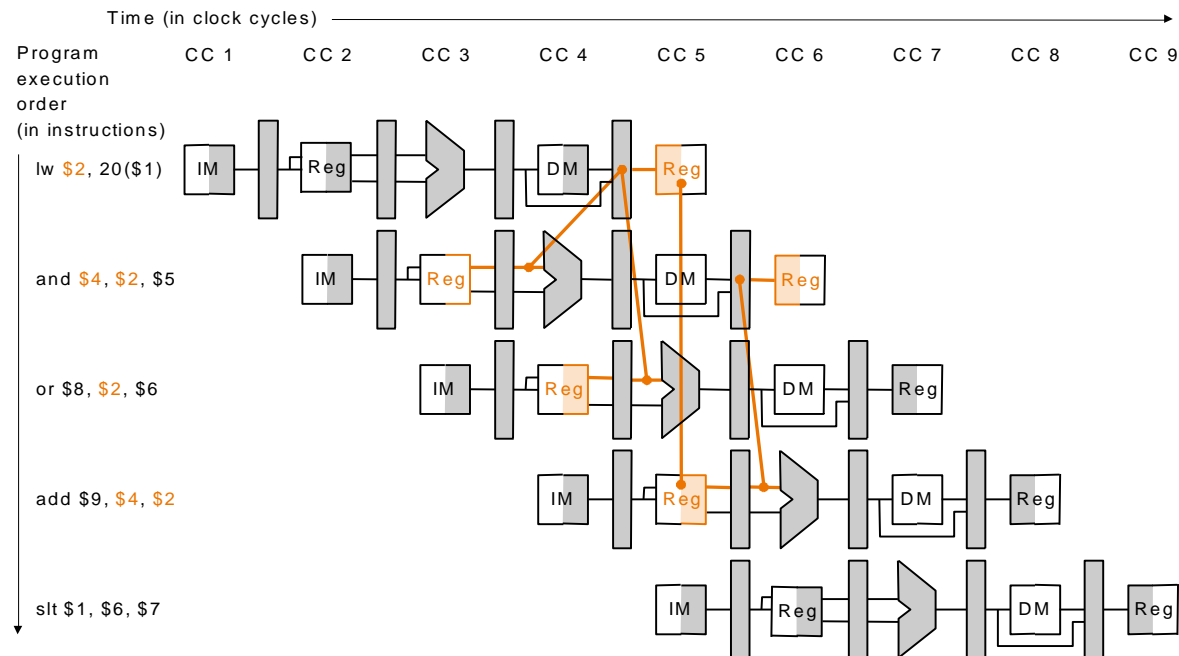 Time (in clock cycles)
Program
execution
order
(in instructions)
CC 1 CC 2 CC 3 CC 4 CC 5 CC 6 CC 7 CC 8 CC 9
lw $2, 20($1) IM Reg DM Reg
and $4, $2, $5 IM Reg DM Reg
or $8, $2, $6 IM Reg DM Reg
add $9, $4, $2 IM Reg DM Reg
slt $1, $6, $7 IM Reg DM Reg